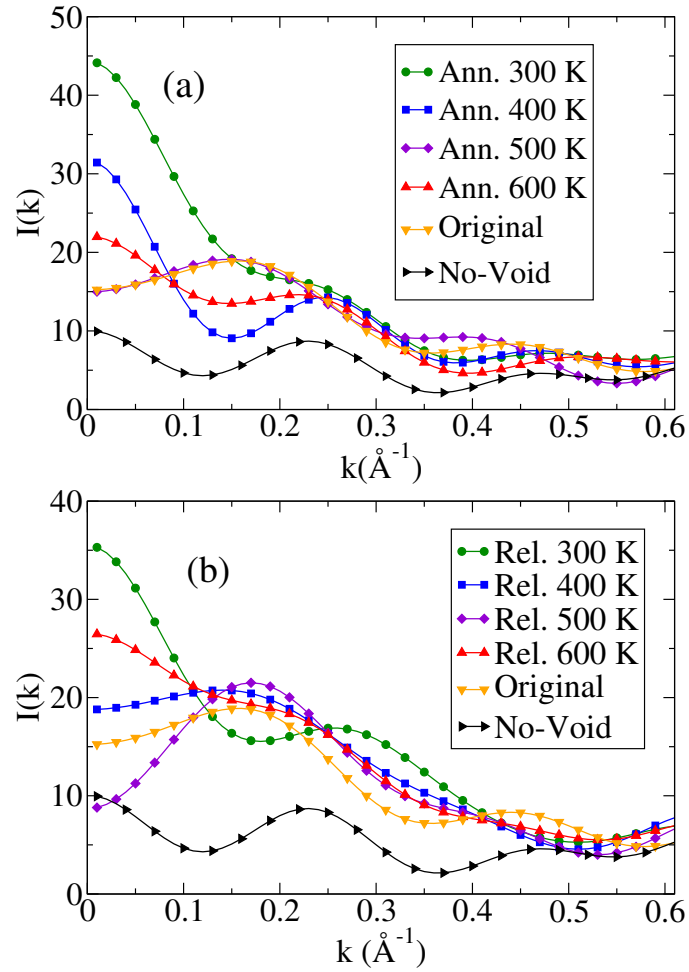 50
40
30
20
10
0
I(k)
(a)
Ann. 300 K
Ann. 400 K
Ann. 500 K
Ann. 600 K
Original
No-Void
0 0.1 0.2 0.3 0.4 0.5 0.6
k(Å⁻¹)
40
30
20
10
0
I(k)
(b)
Rel. 300 K
Rel. 400 K
Rel. 500 K
Rel. 600 K
Original
No-Void
0 0.1 0.2 0.3 0.4 0.5 0.6
k (Å⁻¹)